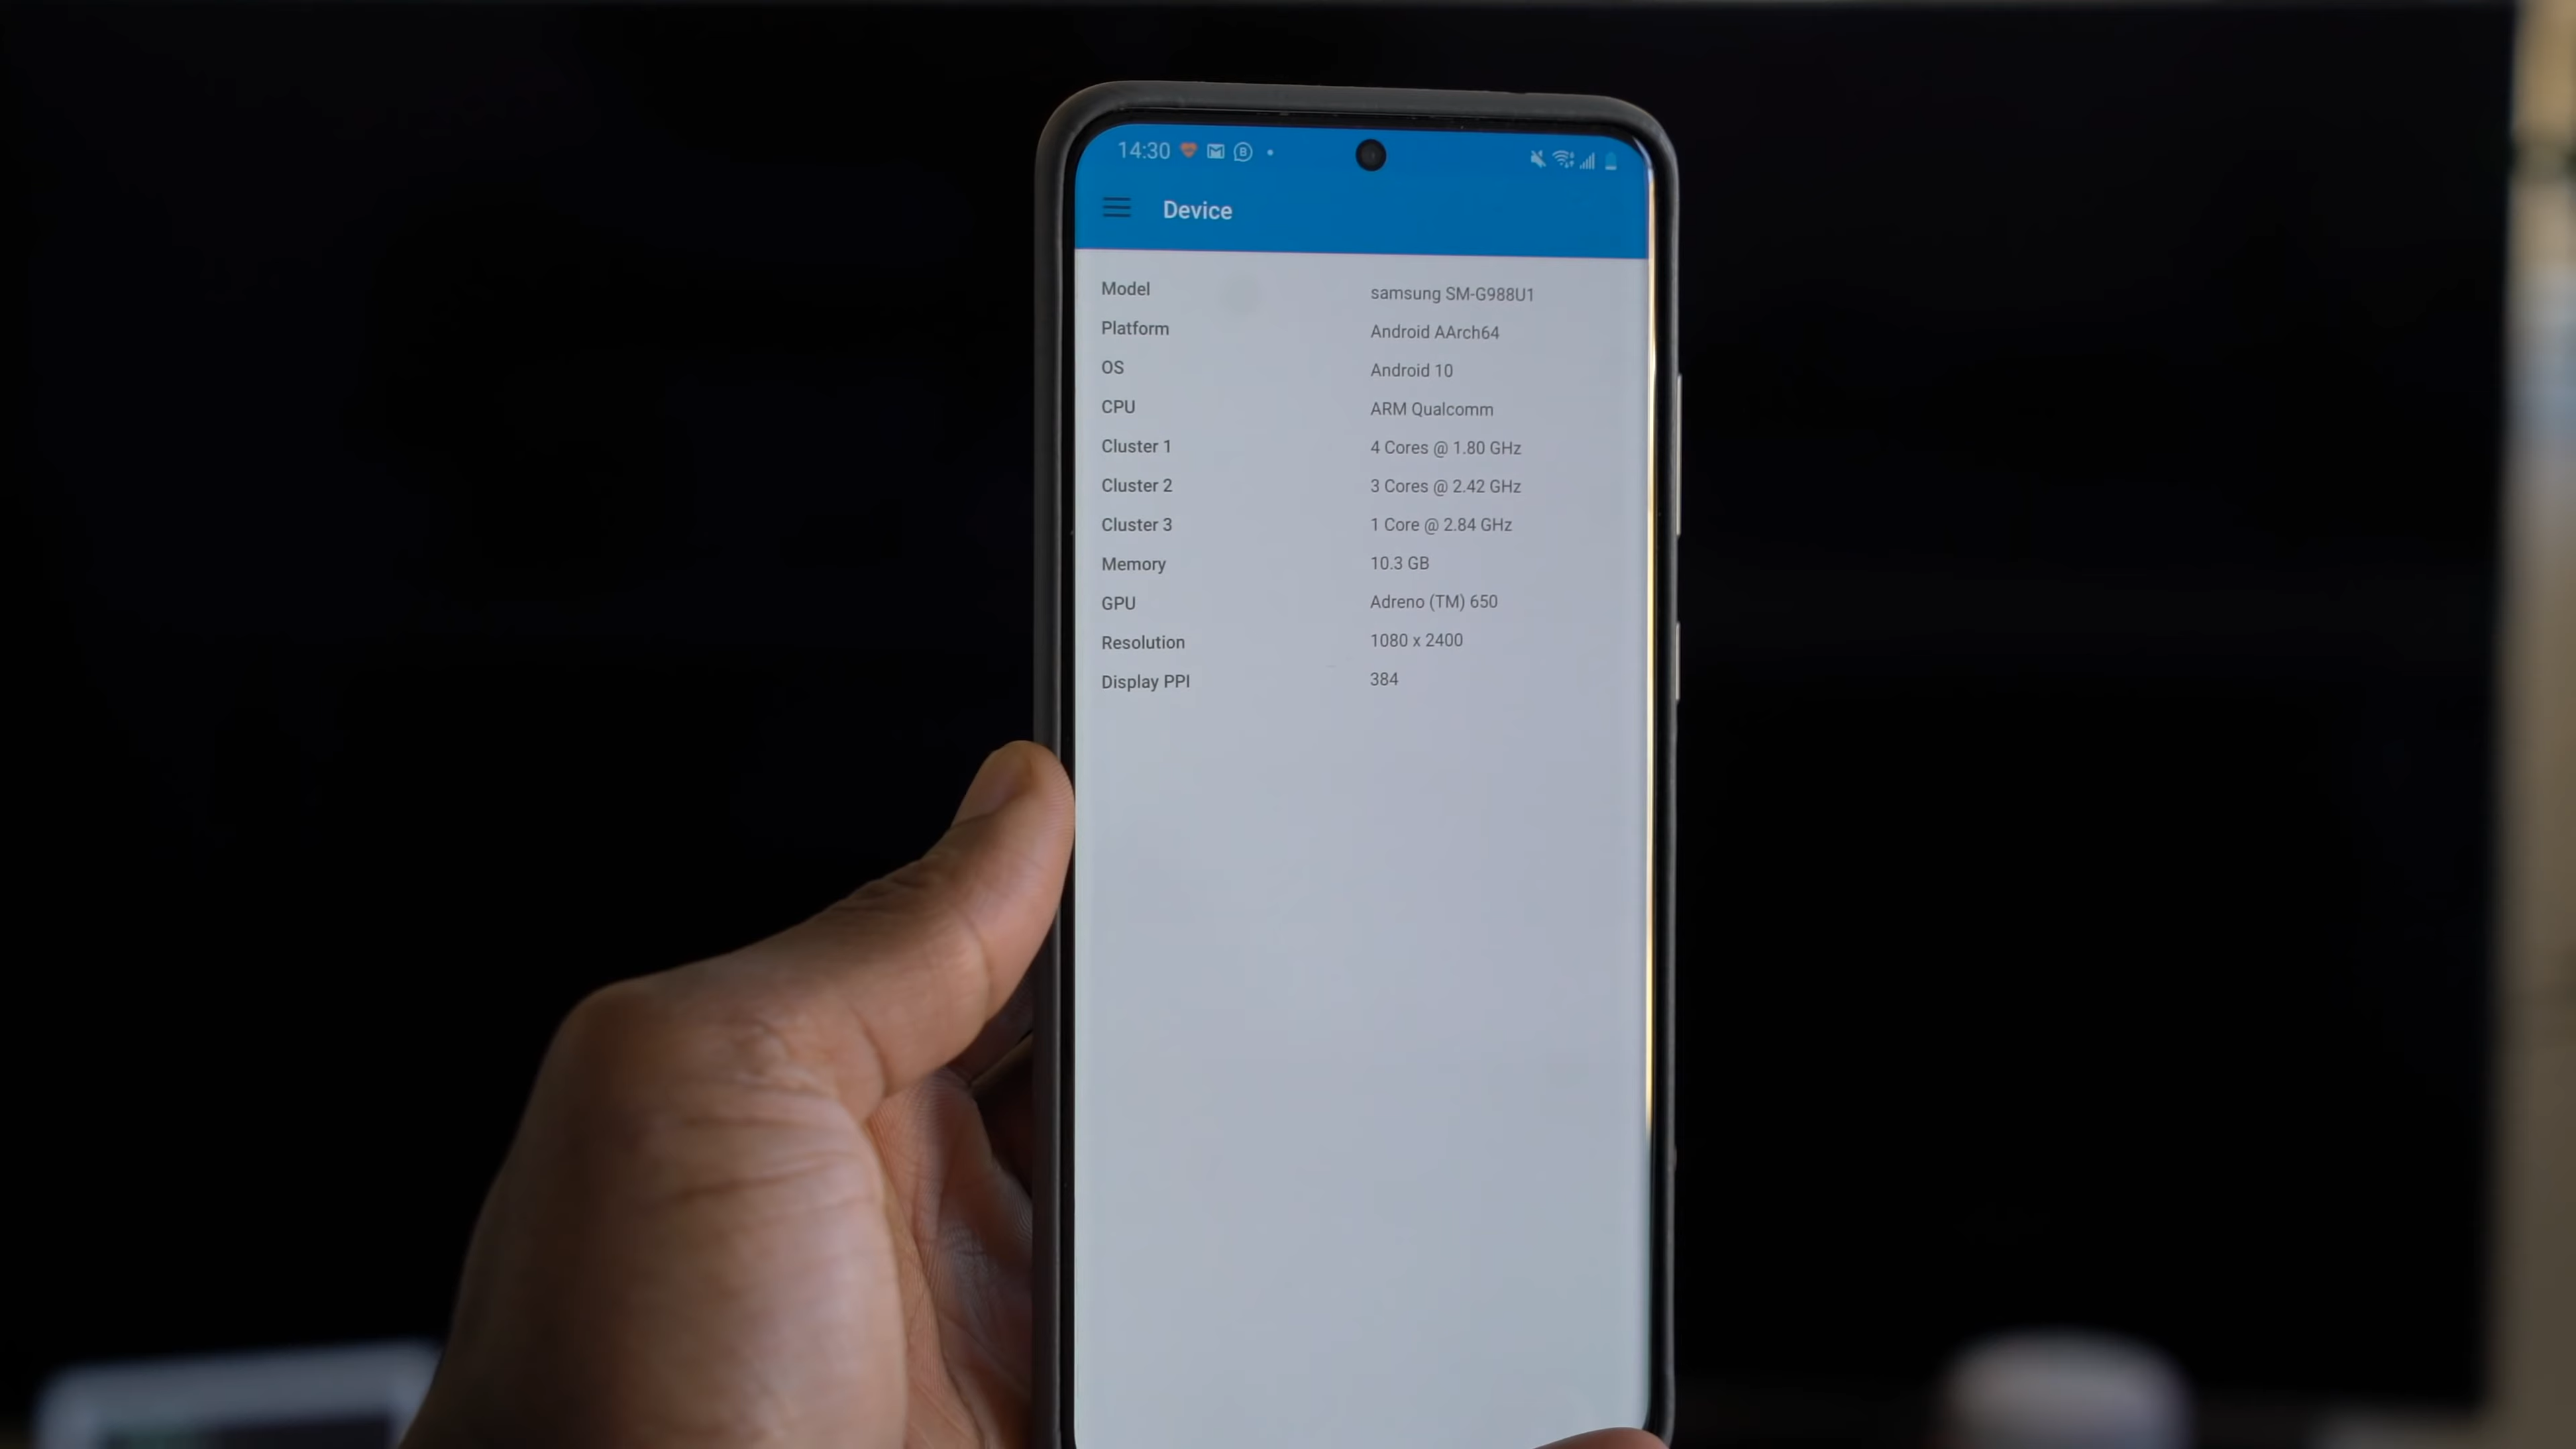 14:30
Device
Model samsung SM-G988U1
Platform Android AArch64
OS Android 10
CPU ARM Qualcomm
Cluster 1 4 Cores @ 1.80 GHz
Cluster 2 3 Cores @ 2.42 GHz
Cluster 3 1 Core @ 2.84 GHz
Memory 10.3 GB
GPU Adreno (TM) 650
Resolution 1080 x 2400
Display PPI 384